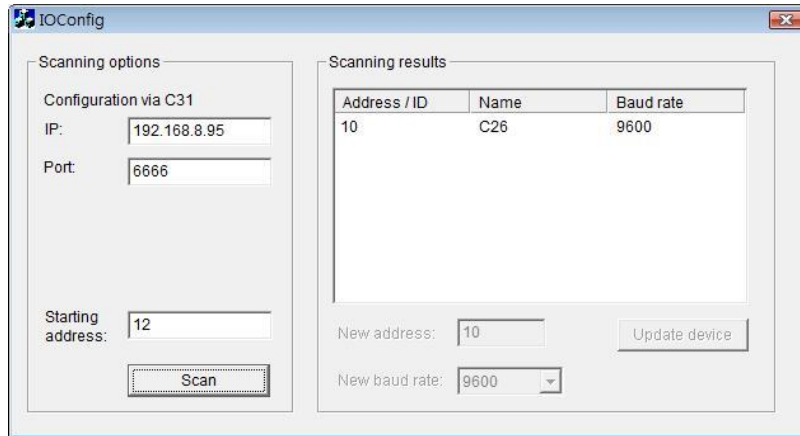 IOConfig
Scanning options
Configuration via C31
IP: 192.168.8.95
Port: 6666
Starting
address: 12
Scan
Scanning results
Address / ID Name Baud rate
10 C26 9600
New address: 10 Update device
New baud rate: 9600